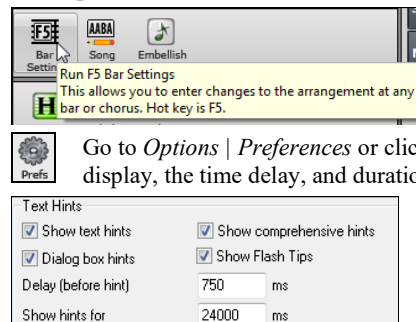 F5 AABA
Bar Song Embellish
Settin
Run F5 Bar Settings
This allows you to enter changes to the arrangement at any
bar or chorus. Hot key is F5.
H
Go to Options | Preferences or clic
Prefs display, the time delay, and duratio
Text Hints
Show text hints Show comprehensive hints
Dialog box hints Show Flash Tips
Delay (before hint) 750 ms
Show hints for 24000 ms